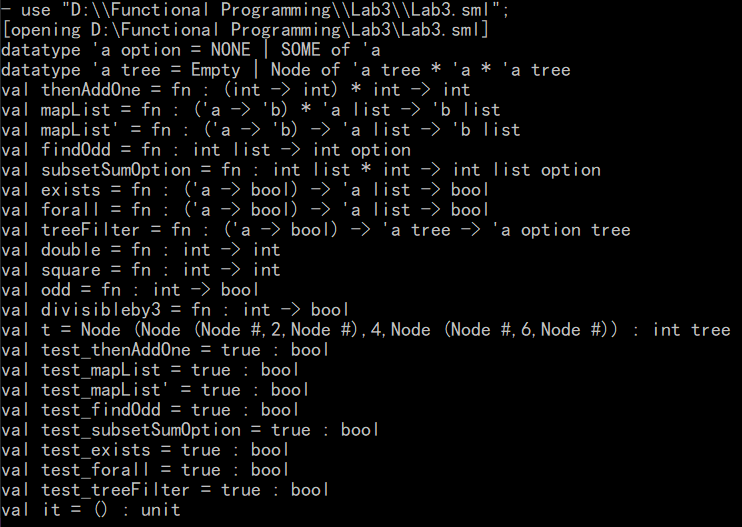 - use "D:\\Functional Programming\\Lab3\\Lab3.sml";
[opening D:\Functional Programming\Lab3\Lab3.sml]
datatype 'a option = NONE | SOME of 'a
datatype 'a tree = Empty | Node of 'a tree * 'a * 'a tree
val thenAddOne = fn : (int -> int) * int -> int
val mapList = fn : ('a -> 'b) * 'a list -> 'b list
val mapList' = fn : ('a -> 'b) -> 'a list -> 'b list
val findOdd = fn : int list -> int option
val subsetSumOption = fn : int list * int -> int list option
val exists = fn : ('a -> bool) -> 'a list -> bool
val forall = fn : ('a -> bool) -> 'a list -> bool
val treeFilter = fn : ('a -> bool) -> 'a tree -> 'a option tree
val double = fn : int -> int
val square = fn : int -> int
val odd = fn : int -> bool
val divisibleby3 = fn : int -> bool
val t = Node (Node (Node #,2,Node #),4,Node (Node #,6,Node #)) : int tree
val test_thenAddOne = true : bool
val test_mapList = true : bool
val test_mapList' = true : bool
val test_findOdd = true : bool
val test_subsetSumOption = true : bool
val test_exists = true : bool
val test_forall = true : bool
val test_treeFilter = true : bool
val it = () : unit